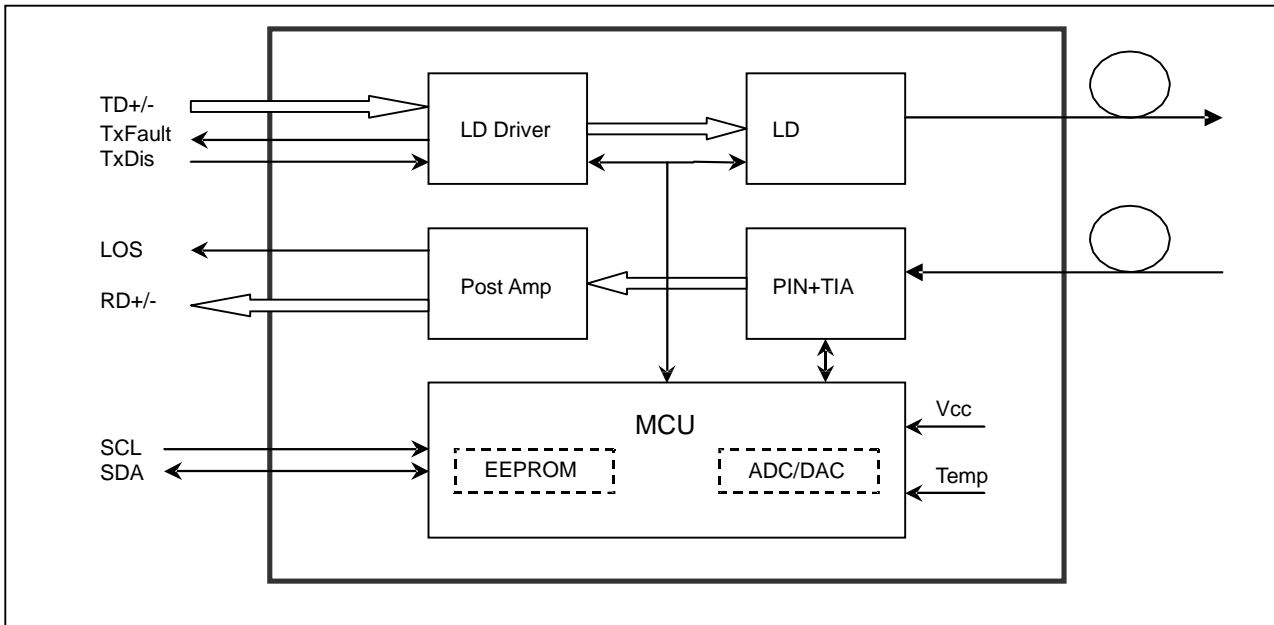 TD+/-
TxFault
TxDis
LD Driver
LD
LOS
RD+/-
Post Amp
PIN+TIA
SCL
SDA
MCU
EEPROM
ADC/DAC
Vcc
Temp